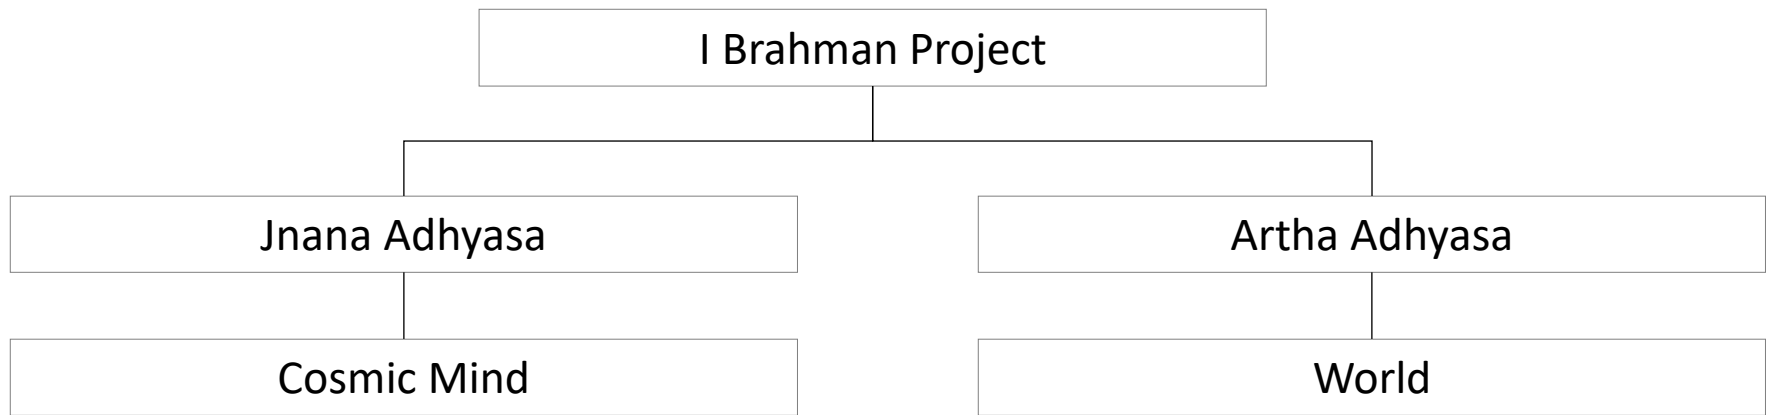 I Brahman Project
Jnana Adhyasa
Artha Adhyasa
Cosmic Mind
World